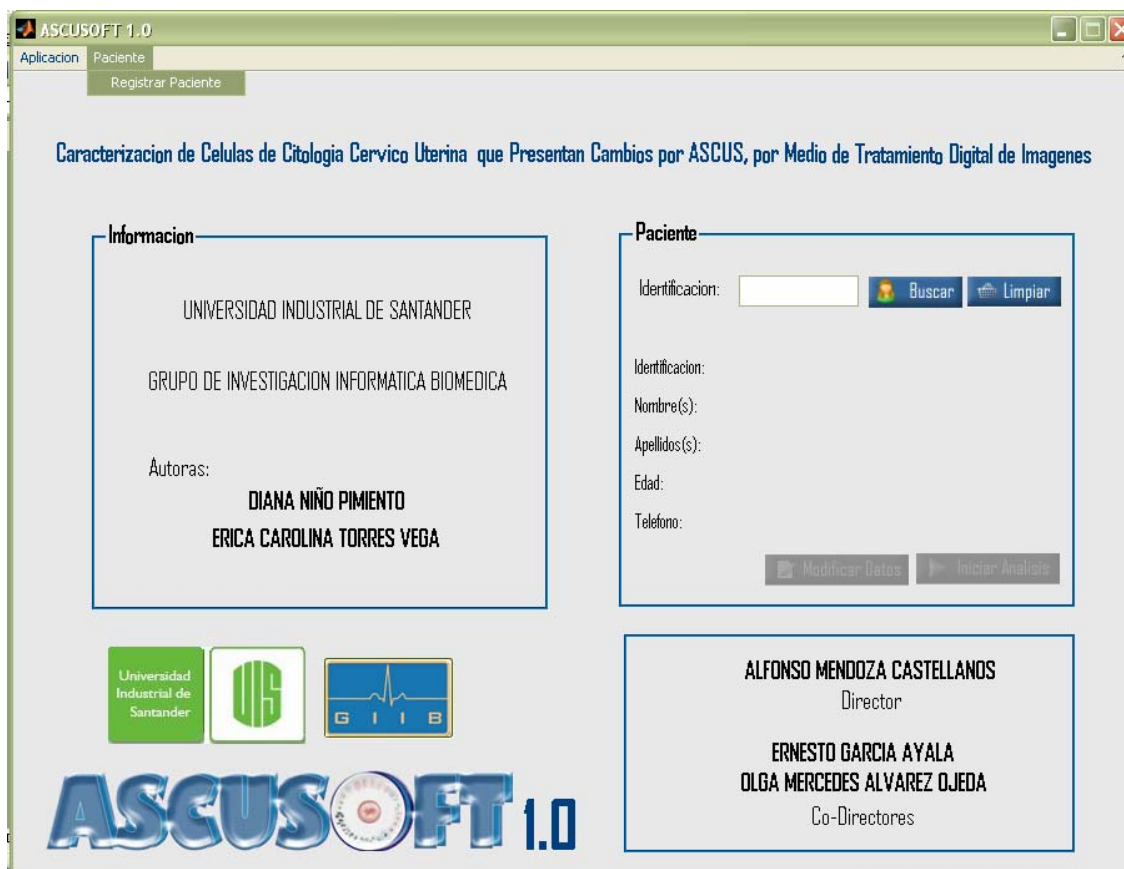 ASCUSOFT 1.0
Aplicacion Paciente
Registrar Paciente
Caracterizacion de Celulas de Citologia Cervico Uterina que Presentan Cambios por ASCUS, por Medio de Tratamiento Digital de Imagenes
Informacion
UNIVERSIDAD INDUSTRIAL DE SANTANDER
GRUPO DE INVESTIGACION INFORMATICA BIOMEDICA
Autoras:
DIANA NIÑO PIMIENTO
ERICA CAROLINA TORRES VEGA
Paciente
Identificacion: Buscar Limpiar
Identificacion:
Nombre(s):
Apellidos(s):
Edad:
Telefono:
Modificar Datos Iniciar Analisis
Universidad
Industrial de
Santander
UIS
G I I B
ASCUSOFT 1.0
ALFONSO MENDOZA CASTELLANOS
Director
ERNESTO GARCIA AYALA
OLGA MERCEDES ALVAREZ OJEDA
Co-Directores